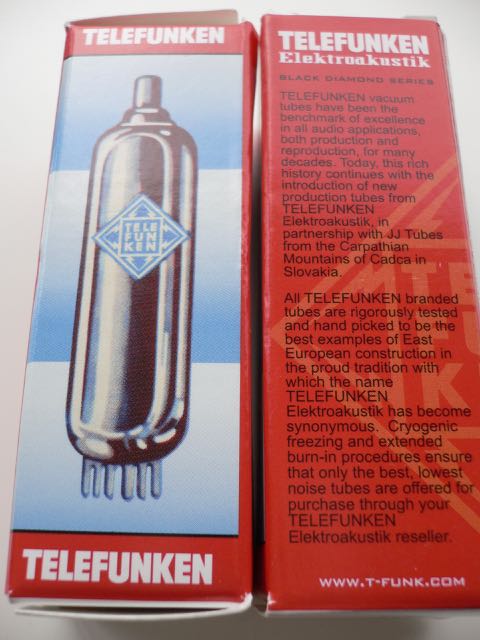 TELEFUNKEN
TELE
FUN
KEN
TELEFUNKEN
TELEFUNKEN
Elektroakustik
BLACK DIAMOND SERIES
TELEFUNKEN vacuum
tubes have been the
benchmark of excellence
in all audio applications,
both production and
reproduction, for many
decades. Today, this rich
history continues with the
introduction of new
production tubes from
TELEFUNKEN
Elektroakustik, in
partnership with JJ Tubes
from the Carpathian
Mountains of Cadca in
Slovakia.
All TELEFUNKEN branded
tubes are rigorously tested
and hand picked to be the
best examples of East
European construction in
the proud tradition with
which the name
TELEFUNKEN
Elektroakustik has become
synonymous. Cryogenic
freezing and extended
burn-in procedures ensure
that only the best, lowest
noise tubes are offered for
purchase through your
TELEFUNKEN
Elektroakustik reseller.
WWW.T-FUNK.COM